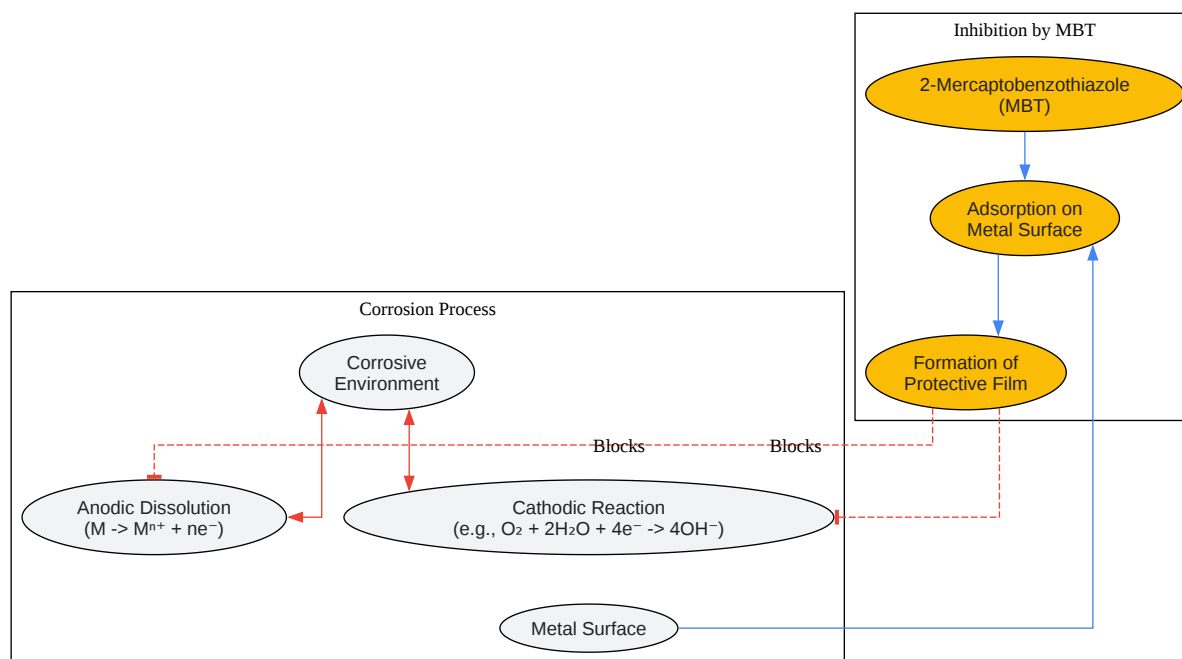 Inhibition by MBT
2-Mercaptobenzothiazole
(MBT)
Adsorption on
Metal Surface
Formation of
Protective Film
Corrosion Process
Corrosive
Environment
Blocks
Blocks
Anodic Dissolution
(M -> Mⁿ⁺ + ne⁻)
Cathodic Reaction
(e.g., O₂ + 2H₂O + 4e⁻ -> 4OH⁻)
Metal Surface